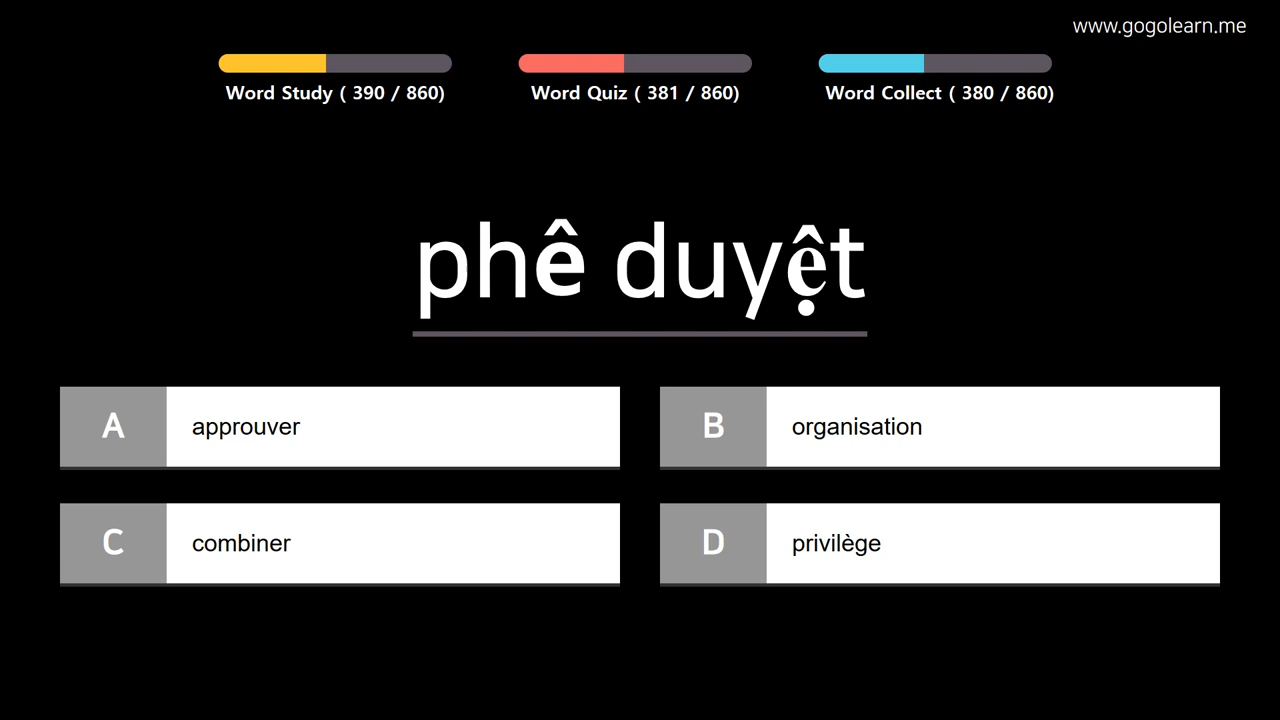 www.gogolearn.me
Word Study ( 390 / 860)
Word Quiz ( 381 / 860)
Word Collect ( 380 / 860)
phê duyệt
A approuver
B organisation
C combiner
D privilège